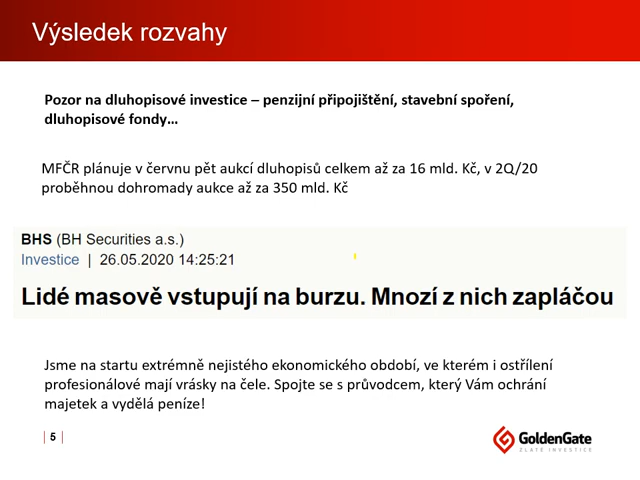 Výsledek rozvahy
Pozor na dluhopisové investice – penzijní připojištění, stavební spoření,
dluhopisové fondy…
MFČR plánuje v červnu pět aukcí dluhopisů celkem až za 16 mld. Kč, v 2Q/20
proběhnou dohromady aukce až za 350 mld. Kč
BHS (BH Securities a.s.)
Investice | 26.05.2020 14:25:21
Lidé masově vstupují na burzu. Mnozí z nich zapláčou
Jsme na startu extrémně nejistého ekonomického období, ve kterém i ostřílení
profesionálové mají vrásky na čele. Spojte se s průvodcem, který Vám ochrání
majetek a vydělá peníze!
| 5 |
GoldenGate
ZLATÉ INVESTICE